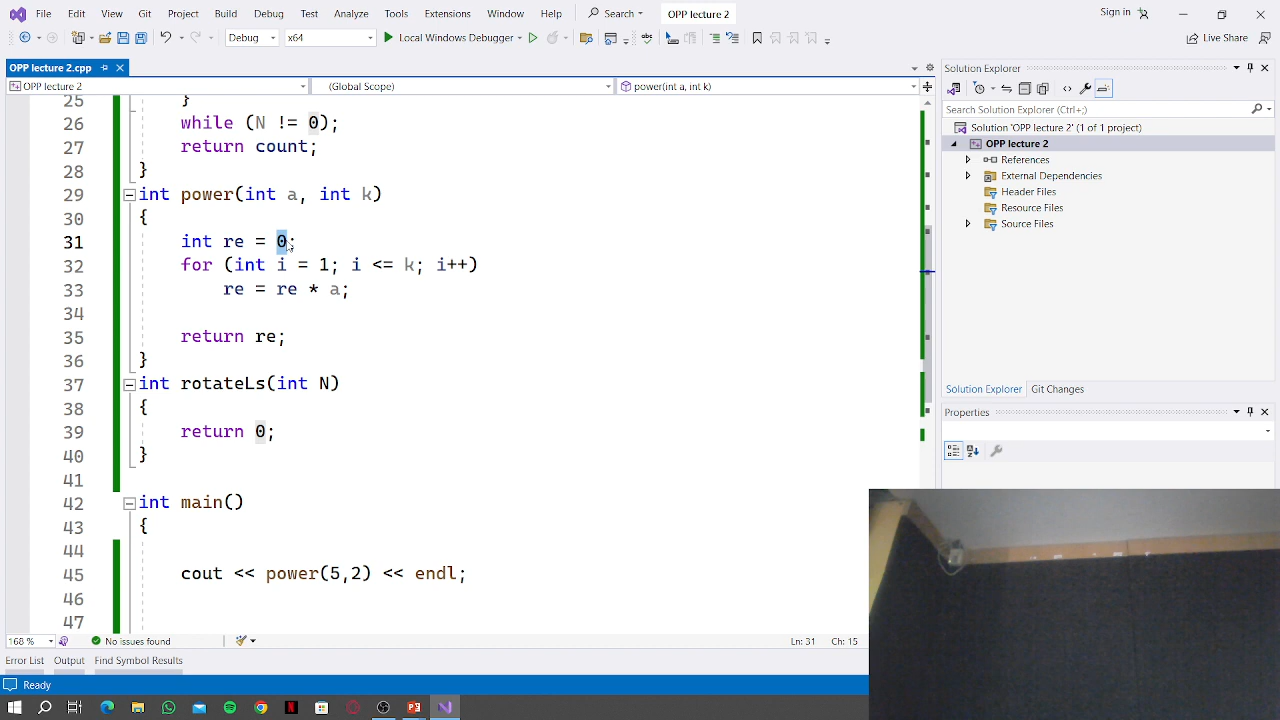 File Edit View Git Project Build Debug Test Analyze Tools Extensions Window Help Search OPP lecture 2 Sign in
Debug x64 Local Windows Debugger Live Share
OPP lecture 2.cpp
OPP lecture 2 (Global Scope) power(int a, int k)
25 }
26 while (N != 0);
27 return count;
28 }
29 int power(int a, int k)
30 {
31 int re = 0;
32 for (int i = 1; i <= k; i++)
33 re = re * a;
34
35 return re;
36 }
37 int rotateLs(int N)
38 {
39 return 0;
40 }
41
42 int main()
43 {
44
45 cout << power(5,2) << endl;
46
47
168 % No issues found Ln: 31 Ch: 15
Error List Output Find Symbol Results
Ready
Solution Explorer
Search Solution Explorer (Ctrl+;)
Solution 'OPP lecture 2' (1 of 1 project)
OPP lecture 2
References
External Dependencies
Header Files
Resource Files
Source Files
Solution Explorer Git Changes
Properties